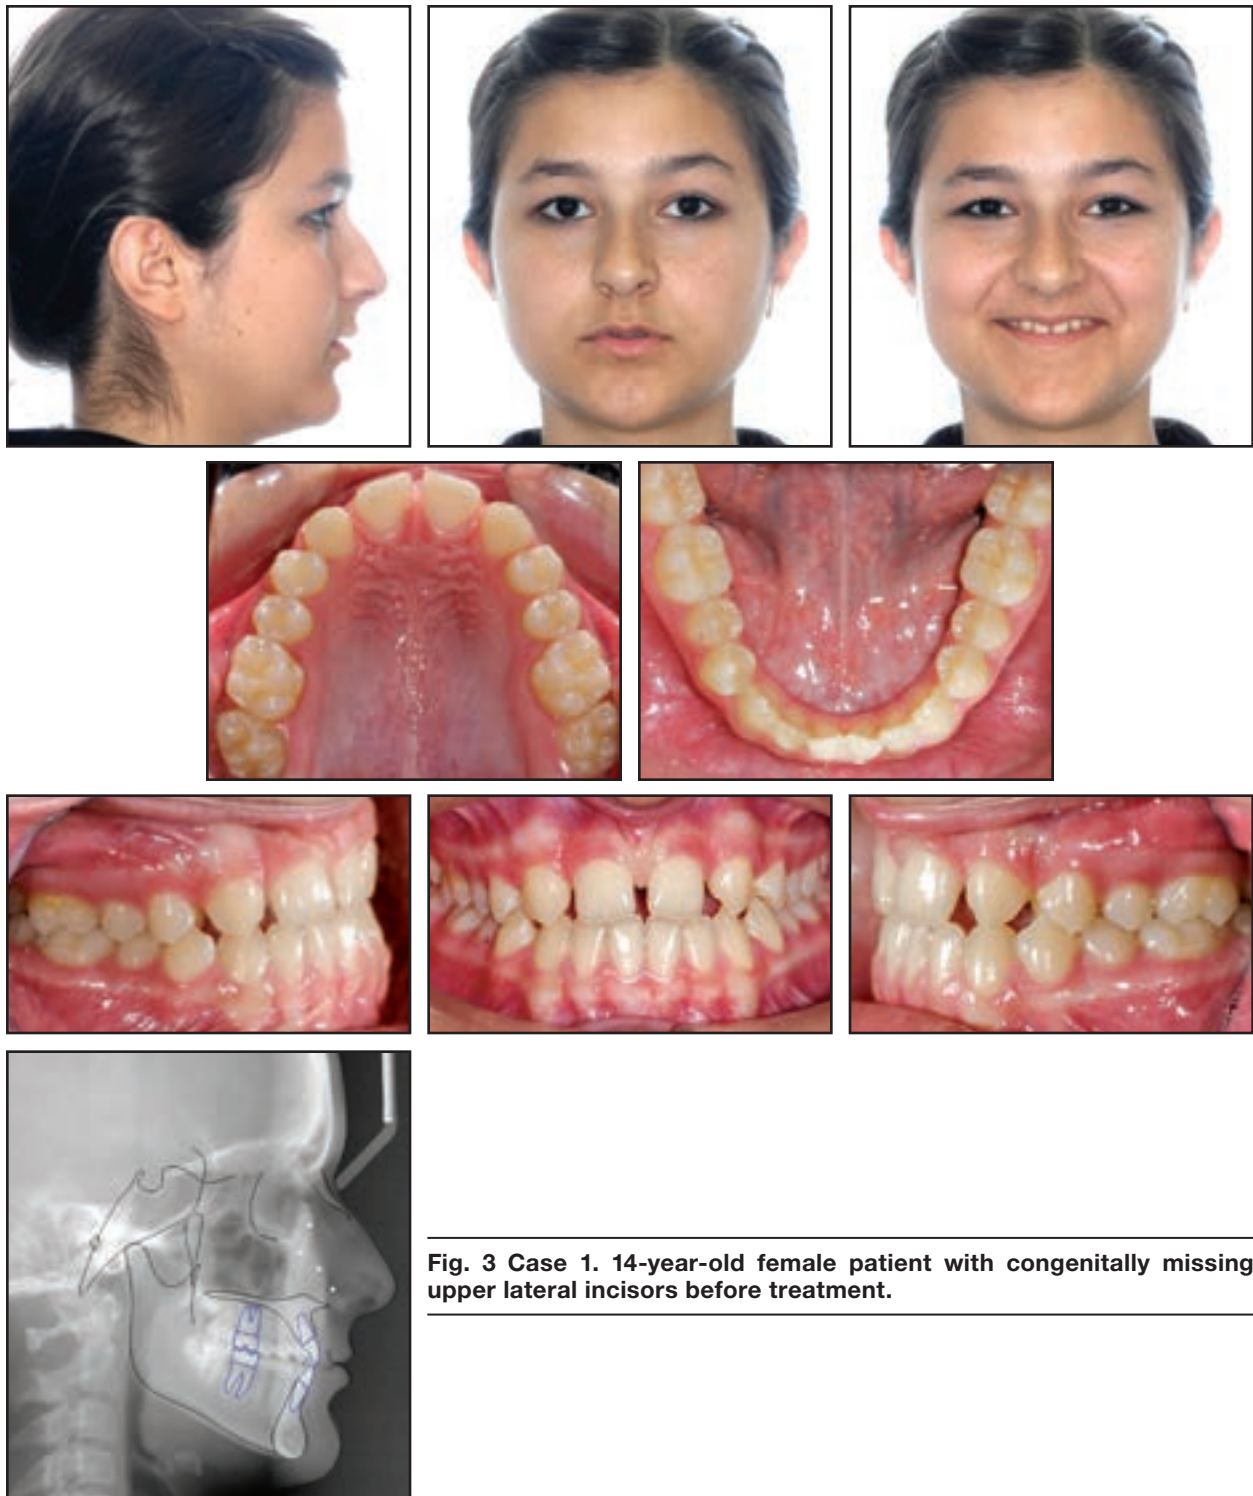 Fig. 3 Case 1. 14-year-old female patient with congenitally missing
upper lateral incisors before treatment.